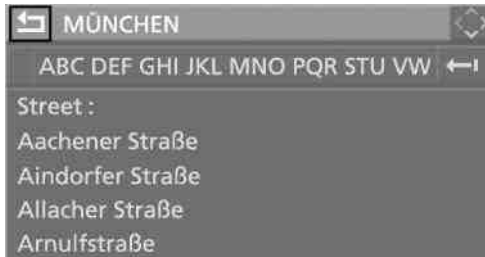 MÜNCHEN
ABC DEF GHI JKL MNO PQR STU VW
Street :
Aachener Straße
Aindorfer Straße
Allacher Straße
Arnulfstraße